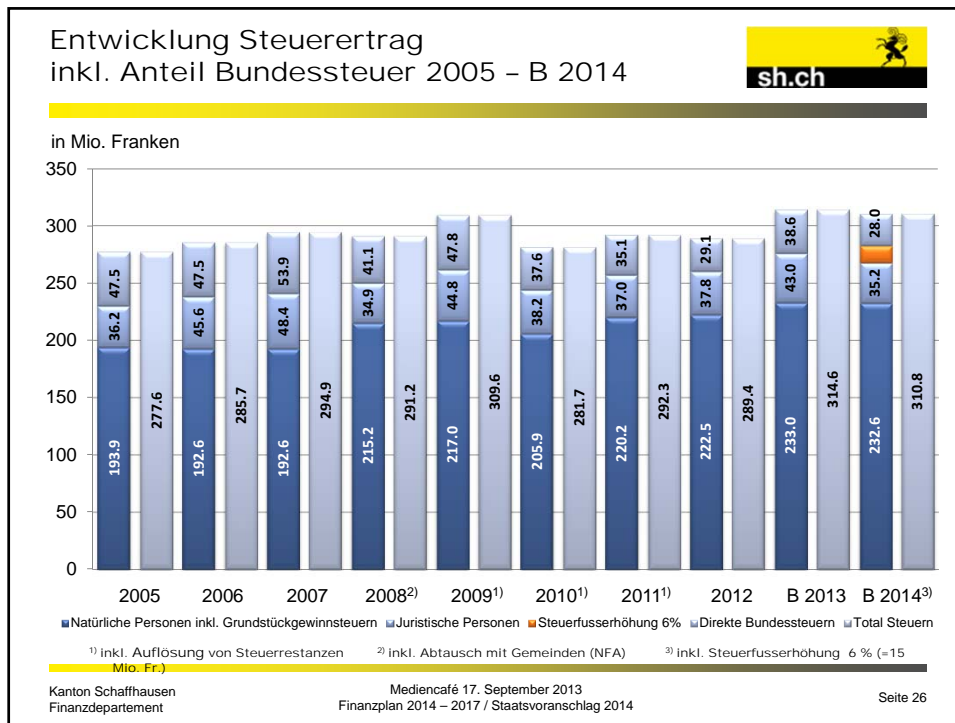 Entwicklung Steuerertrag
inkl. Anteil Bundessteuer 2005 – B 2014
sh.ch
in Mio. Franken
350
300
250
200
150
100
50
0
193.9 36.2 47.5 277.6
192.6 45.6 47.5 285.7
192.6 48.4 53.9 294.9
215.2 34.9 41.1 291.2
217.0 44.8 47.8 309.6
205.9 38.2 37.6 281.7
220.2 37.0 35.1 292.3
222.5 37.8 29.1 289.4
233.0 43.0 38.6 314.6
232.6 35.2 28.0 310.8
2005 2006 2007 2008²⁾ 2009¹⁾ 2010¹⁾ 2011¹⁾ 2012 B 2013 B 2014³⁾
Natürliche Personen inkl. Grundstückgewinnsteuern Juristische Personen Steuerfusserhöhung 6% Direkte Bundessteuern Total Steuern
¹⁾ inkl. Auflösung von Steuerrestanzen ²⁾ inkl. Abtausch mit Gemeinden (NFA) ³⁾ inkl. Steuerfusserhöhung 6 % (=15
Mio. Fr.)
Kanton Schaffhausen
Finanzdepartement
Mediencafé 17. September 2013
Finanzplan 2014 – 2017 / Staatsvoranschlag 2014
Seite 26